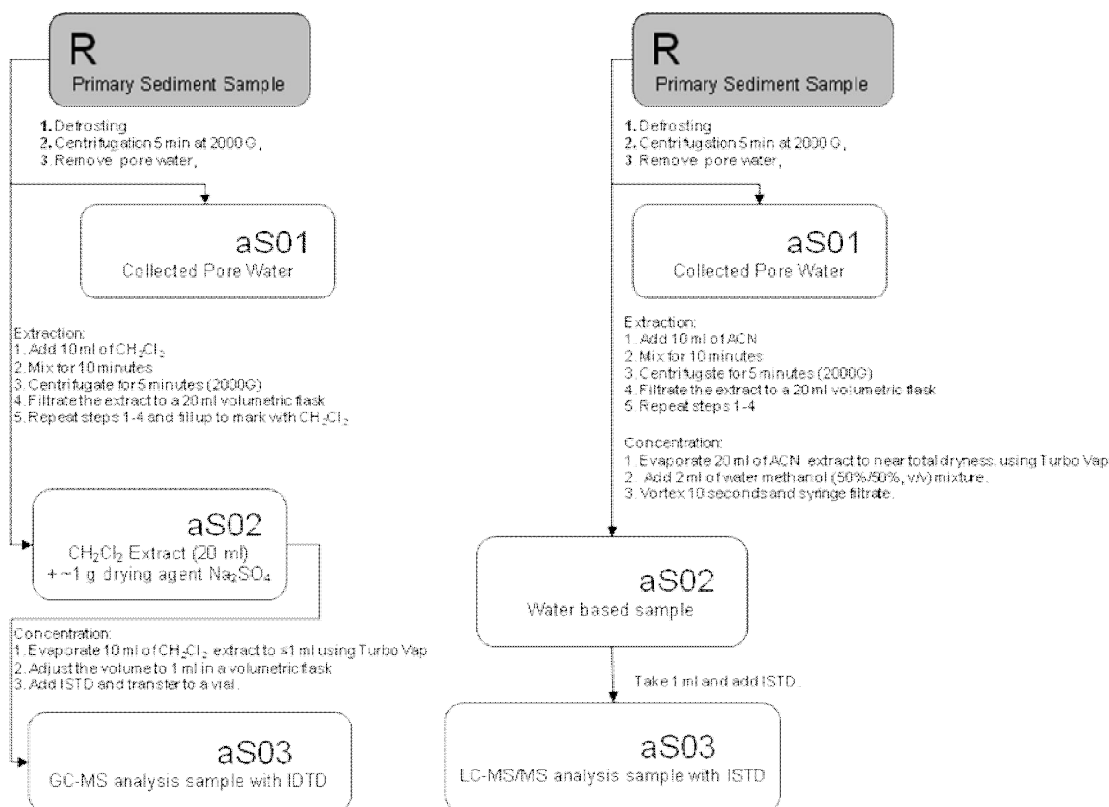 R
Primary Sediment Sample
1. Defrosting
2. Centrifugation 5 min at 2000 G,
3. Remove pore water,
aS01
Collected Pore Water
Extraction:
1. Add 10 ml of CH₂Cl₂
2. Mix for 10 minutes
3. Centrifugate for 5 minutes (2000G)
4. Filtrate the extract to a 20 ml volumetric flask
5. Repeat steps 1-4 and fill up to mark with CH₂Cl₂
aS02
CH₂Cl₂ Extract (20 ml)
+ ~1 g drying agent Na₂SO₄
Concentration:
1. Evaporate 10 ml of CH₂Cl₂ extract to ≤1 ml using Turbo Vap
2. Adjust the volume to 1 ml in a volumetric flask
3. Add ISTD and transfer to a vial.
aS03
GC-MS analysis sample with IDTD
R
Primary Sediment Sample
1. Defrosting
2. Centrifugation 5 min at 2000 G,
3 Remove pore water,
aS01
Collected Pore Water
Extraction:
1. Add 10 ml of ACN
2. Mix for 10 minutes
3. Centrifugate for 5 minutes (2000G)
4. Filtrate the extract to a 20 ml volumetric flask
5. Repeat steps 1-4
Concentration:
1. Evaporate 20 ml of ACN extract to near total dryness using Turbo Vap
2. Add 2 ml of water methanol (50%/50%, v/v) mixture.
3. Vortex 10 seconds and syringe filtrate.
aS02
Water based sample
Take 1 ml and add ISTD.
aS03
LC-MS/MS analysis sample with ISTD